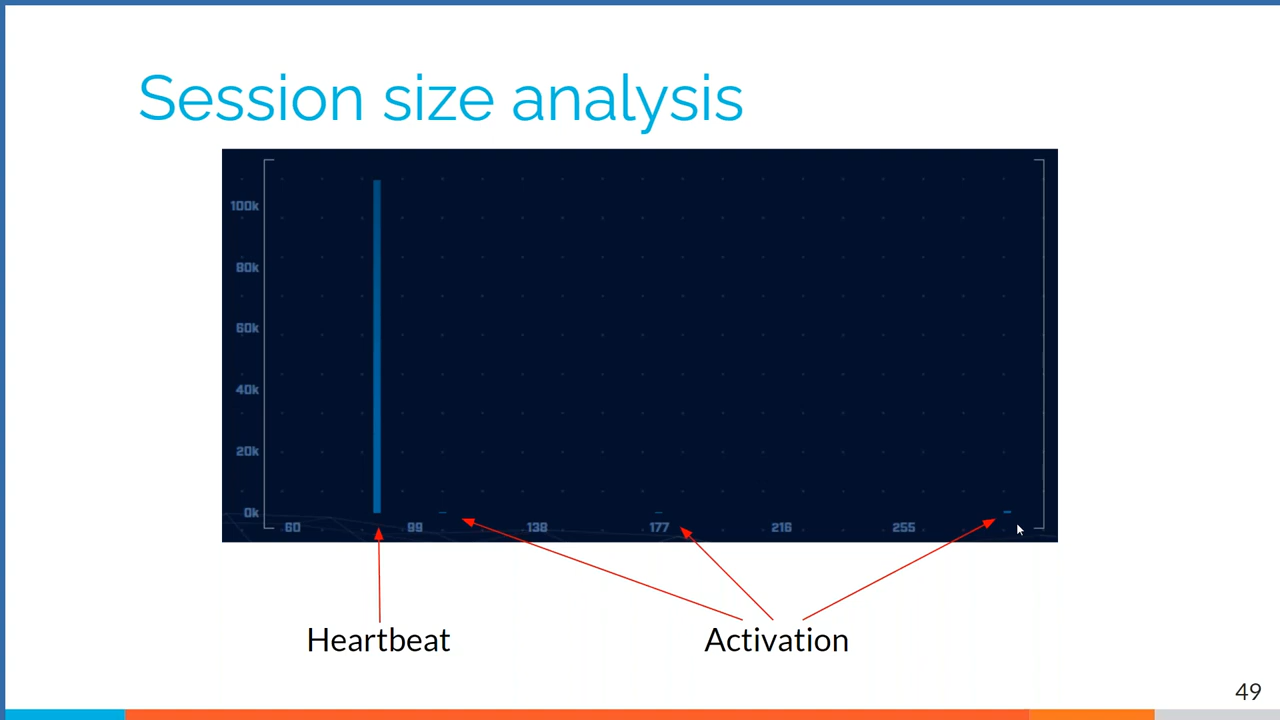 Session size analysis
100k
80k
60k
40k
20k
0k
60 99 138 177 216 255
Heartbeat Activation
49